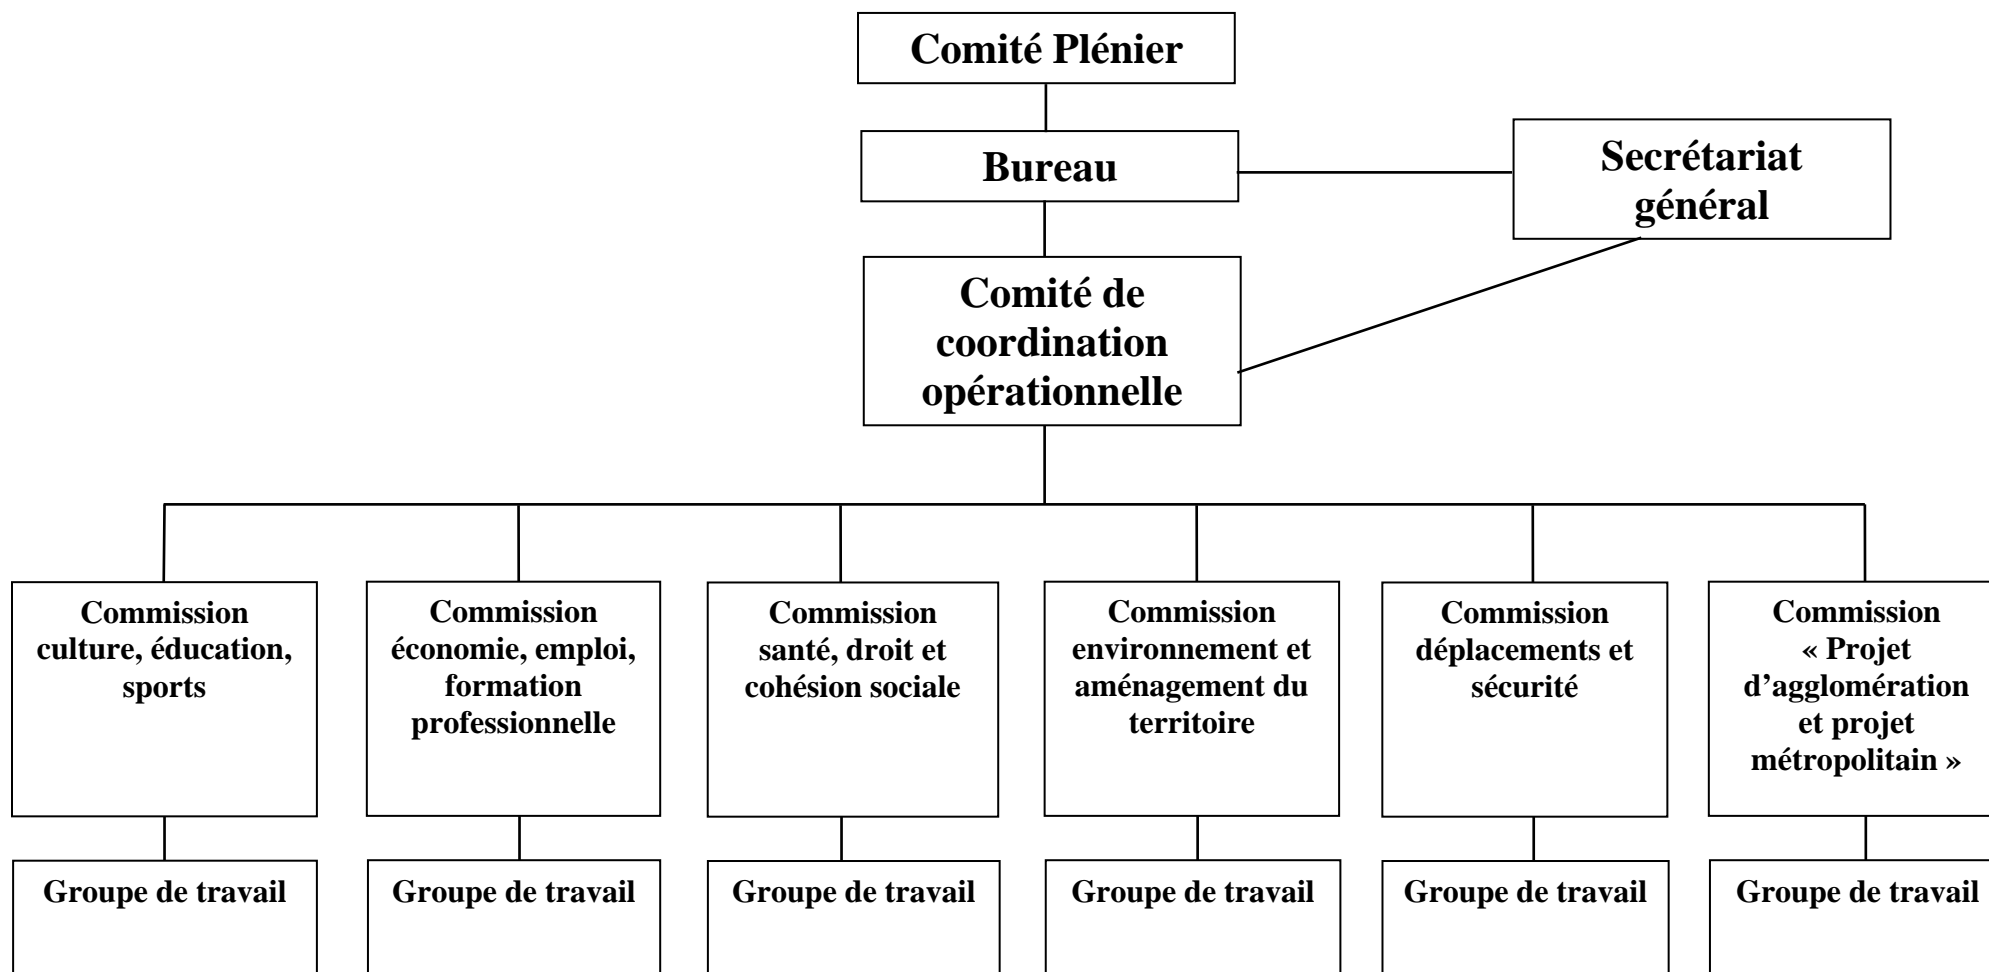 Comité Plénier
Bureau
Secrétariat
général
Comité de
coordination
opérationnelle
Commission
culture, éducation,
sports
Commission
économie, emploi,
formation
professionnelle
Commission
santé, droit et
cohésion sociale
Commission
environnement et
aménagement du
territoire
Commission
déplacements et
sécurité
Commission
« Projet
d’agglomération
et projet
métropolitain »
Groupe de travail
Groupe de travail
Groupe de travail
Groupe de travail
Groupe de travail
Groupe de travail